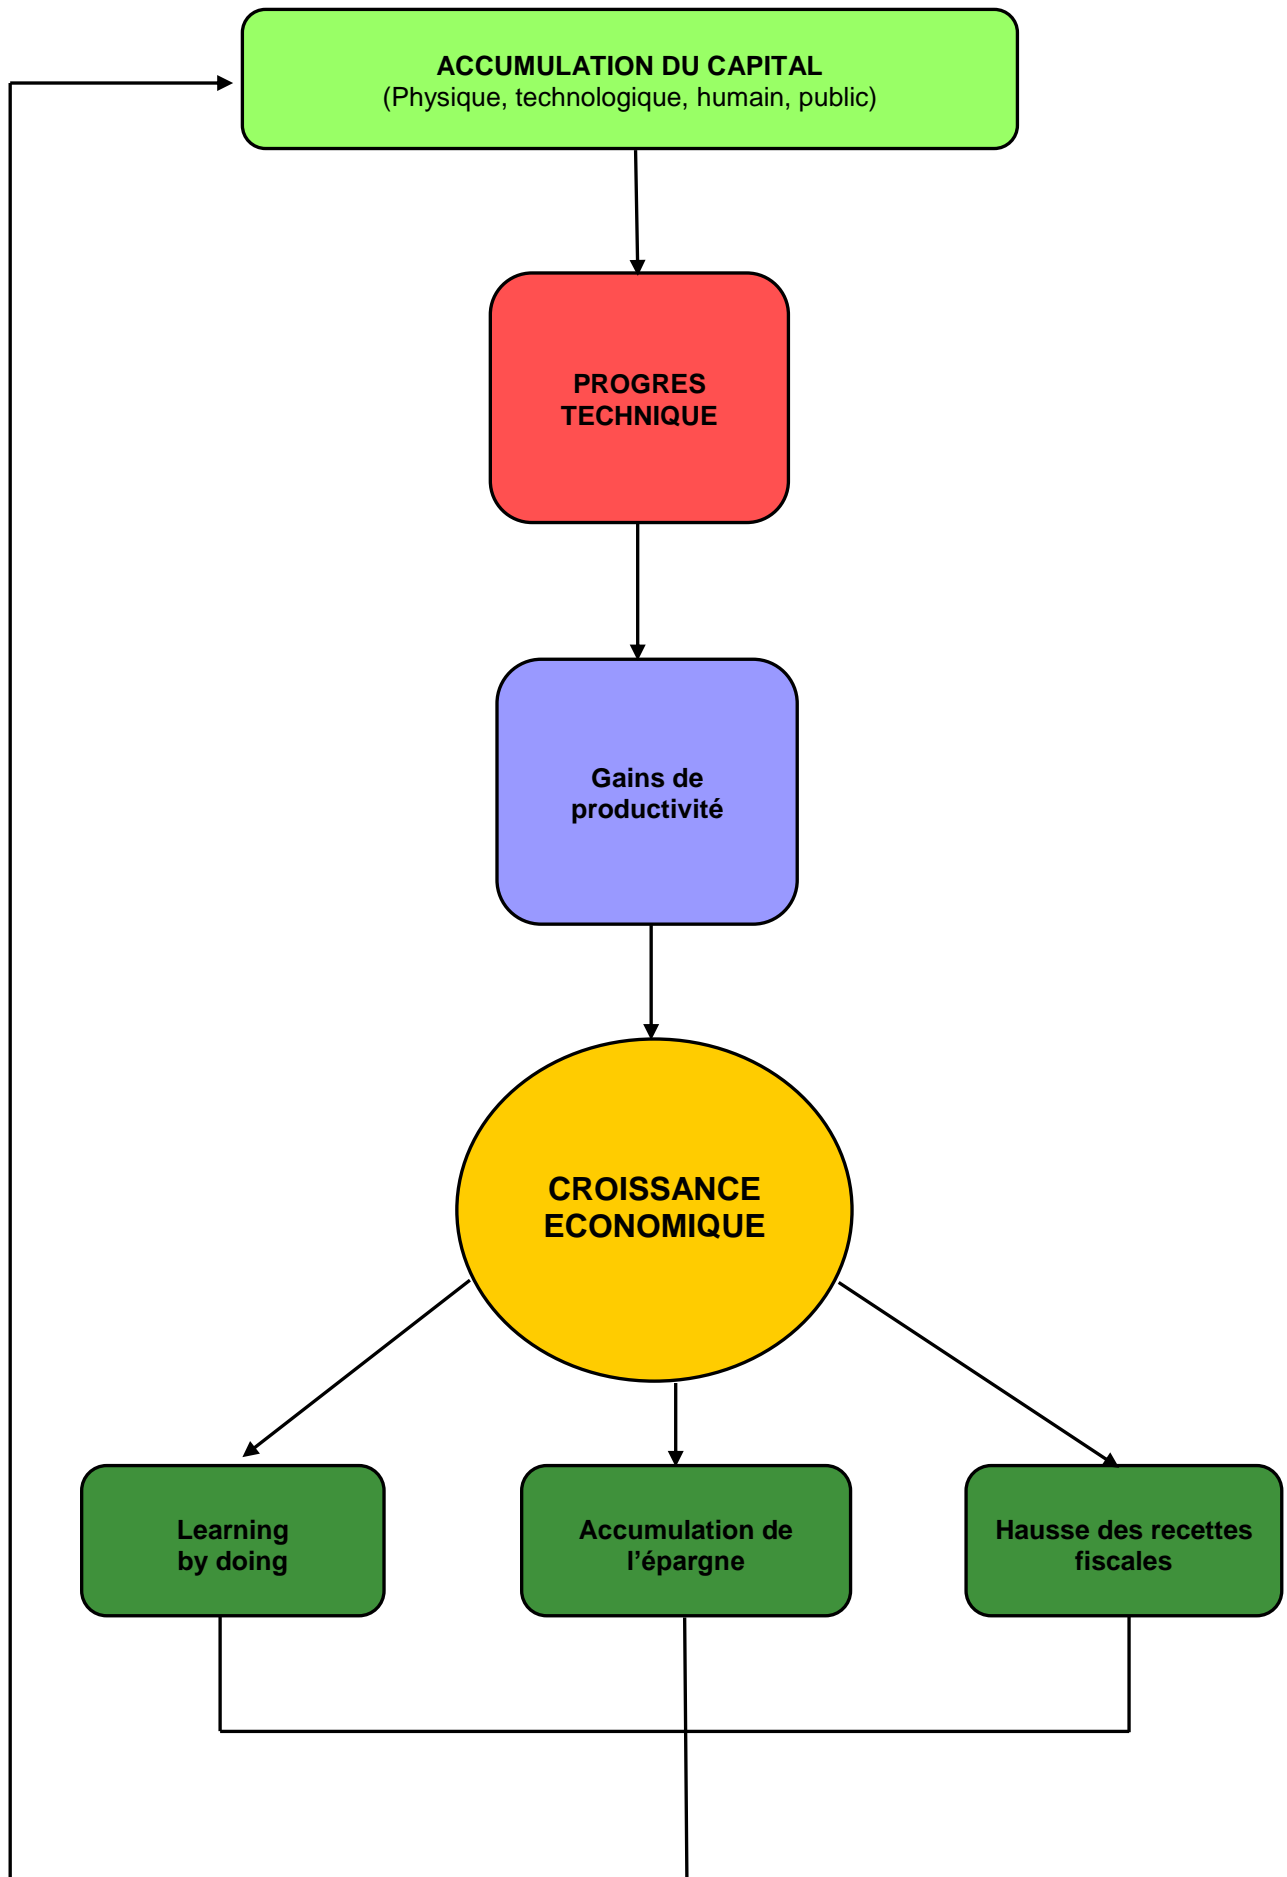 ACCUMULATION DU CAPITAL
(Physique, technologique, humain, public)
PROGRES
TECHNIQUE
Gains de
productivité
CROISSANCE
ECONOMIQUE
Learning
by doing
Accumulation de
l’épargne
Hausse des recettes
fiscales